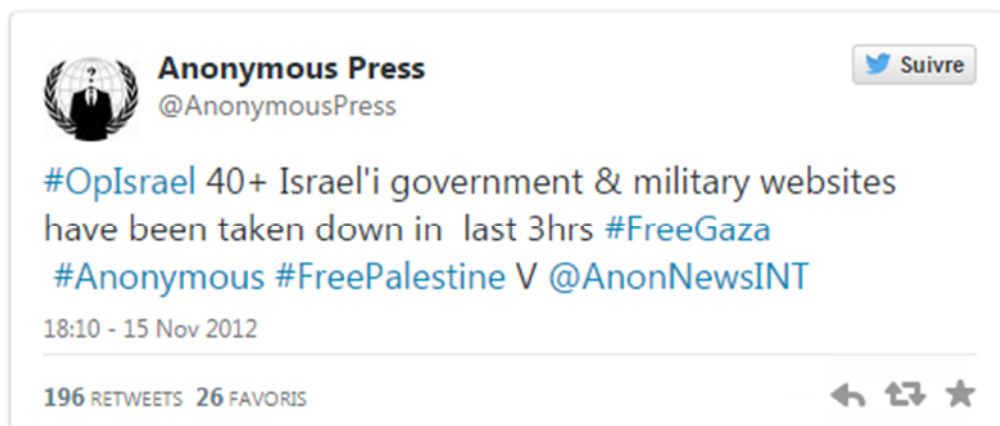 Anonymous Press
Suivre
@AnonymousPress
#OpIsrael 40+ Israel'i government & military websites
have been taken down in last 3hrs #FreeGaza
#Anonymous #FreePalestine V @AnonNewsINT
18:10 - 15 Nov 2012
196 RETWEETS 26 FAVORIS